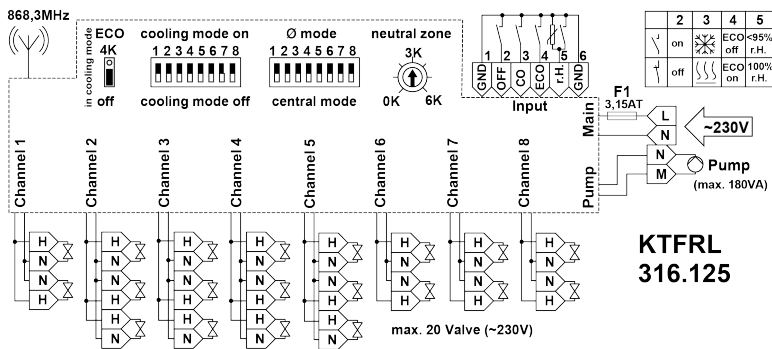 868,3MHz
ECO
4K
off
in cooling mode
cooling mode on
1 2 3 4 5 6 7 8
cooling mode off
Ø mode
1 2 3 4 5 6 7 8
central mode
neutral zone
3K
0K
6K
1 2 3 4 5 6
GND OFF CO ECO r.H. GND
Input
2 3 4 5
on ECO off <95% r.H.
off ECO on 100% r.H.
F1
3,15AT
Main
L
N
~230V
Pump
N
M
Pump
(max. 180VA)
Channel 1
Channel 2
Channel 3
Channel 4
Channel 5
Channel 6
Channel 7
Channel 8
H H H H H H H H
N N N N N N N N
N N N N N N N N
H H H H H H H H
H H H H
N N N N
max. 20 Valve (~230V)
KTFRL
316.125